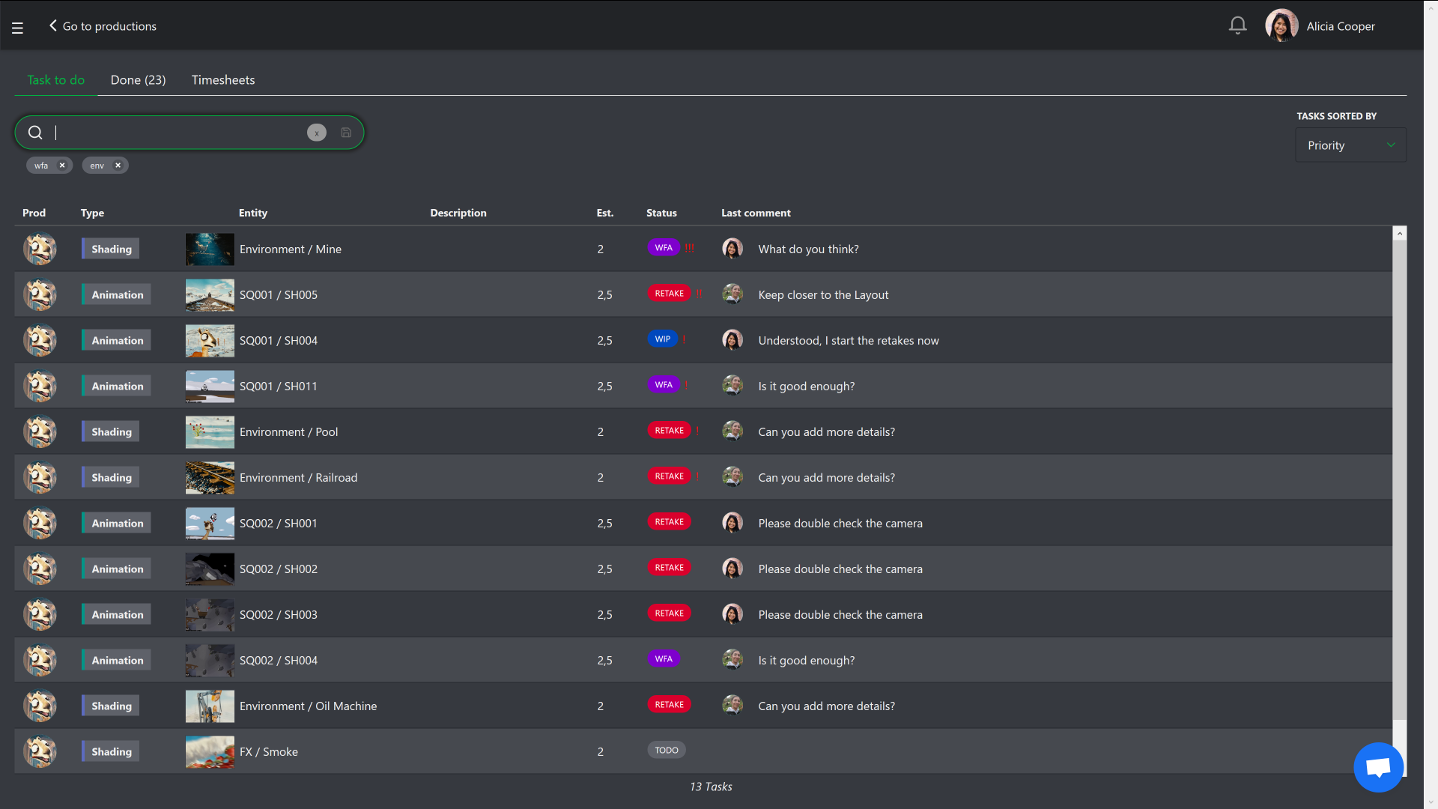 Go to productions
Alicia Cooper
Task to do Done (23) Timesheets
TASKS SORTED BY
x
Priority
wfa x env x
Prod Type Entity Description Est. Status Last comment
Shading Environment / Mine 2 WFA !!! What do you think?
Animation SQ001 / SH005 2,5 RETAKE !! Keep closer to the Layout
Animation SQ001 / SH004 2,5 WIP ! Understood, I start the retakes now
Animation SQ001 / SH011 2,5 WFA ! Is it good enough?
Shading Environment / Pool 2 RETAKE ! Can you add more details?
Shading Environment / Railroad 2 RETAKE ! Can you add more details?
Animation SQ002 / SH001 2,5 RETAKE Please double check the camera
Animation SQ002 / SH002 2,5 RETAKE Please double check the camera
Animation SQ002 / SH003 2,5 RETAKE Please double check the camera
Animation SQ002 / SH004 2,5 WFA Is it good enough?
Shading Environment / Oil Machine 2 RETAKE Can you add more details?
Shading FX / Smoke 2 TODO
13 Tasks